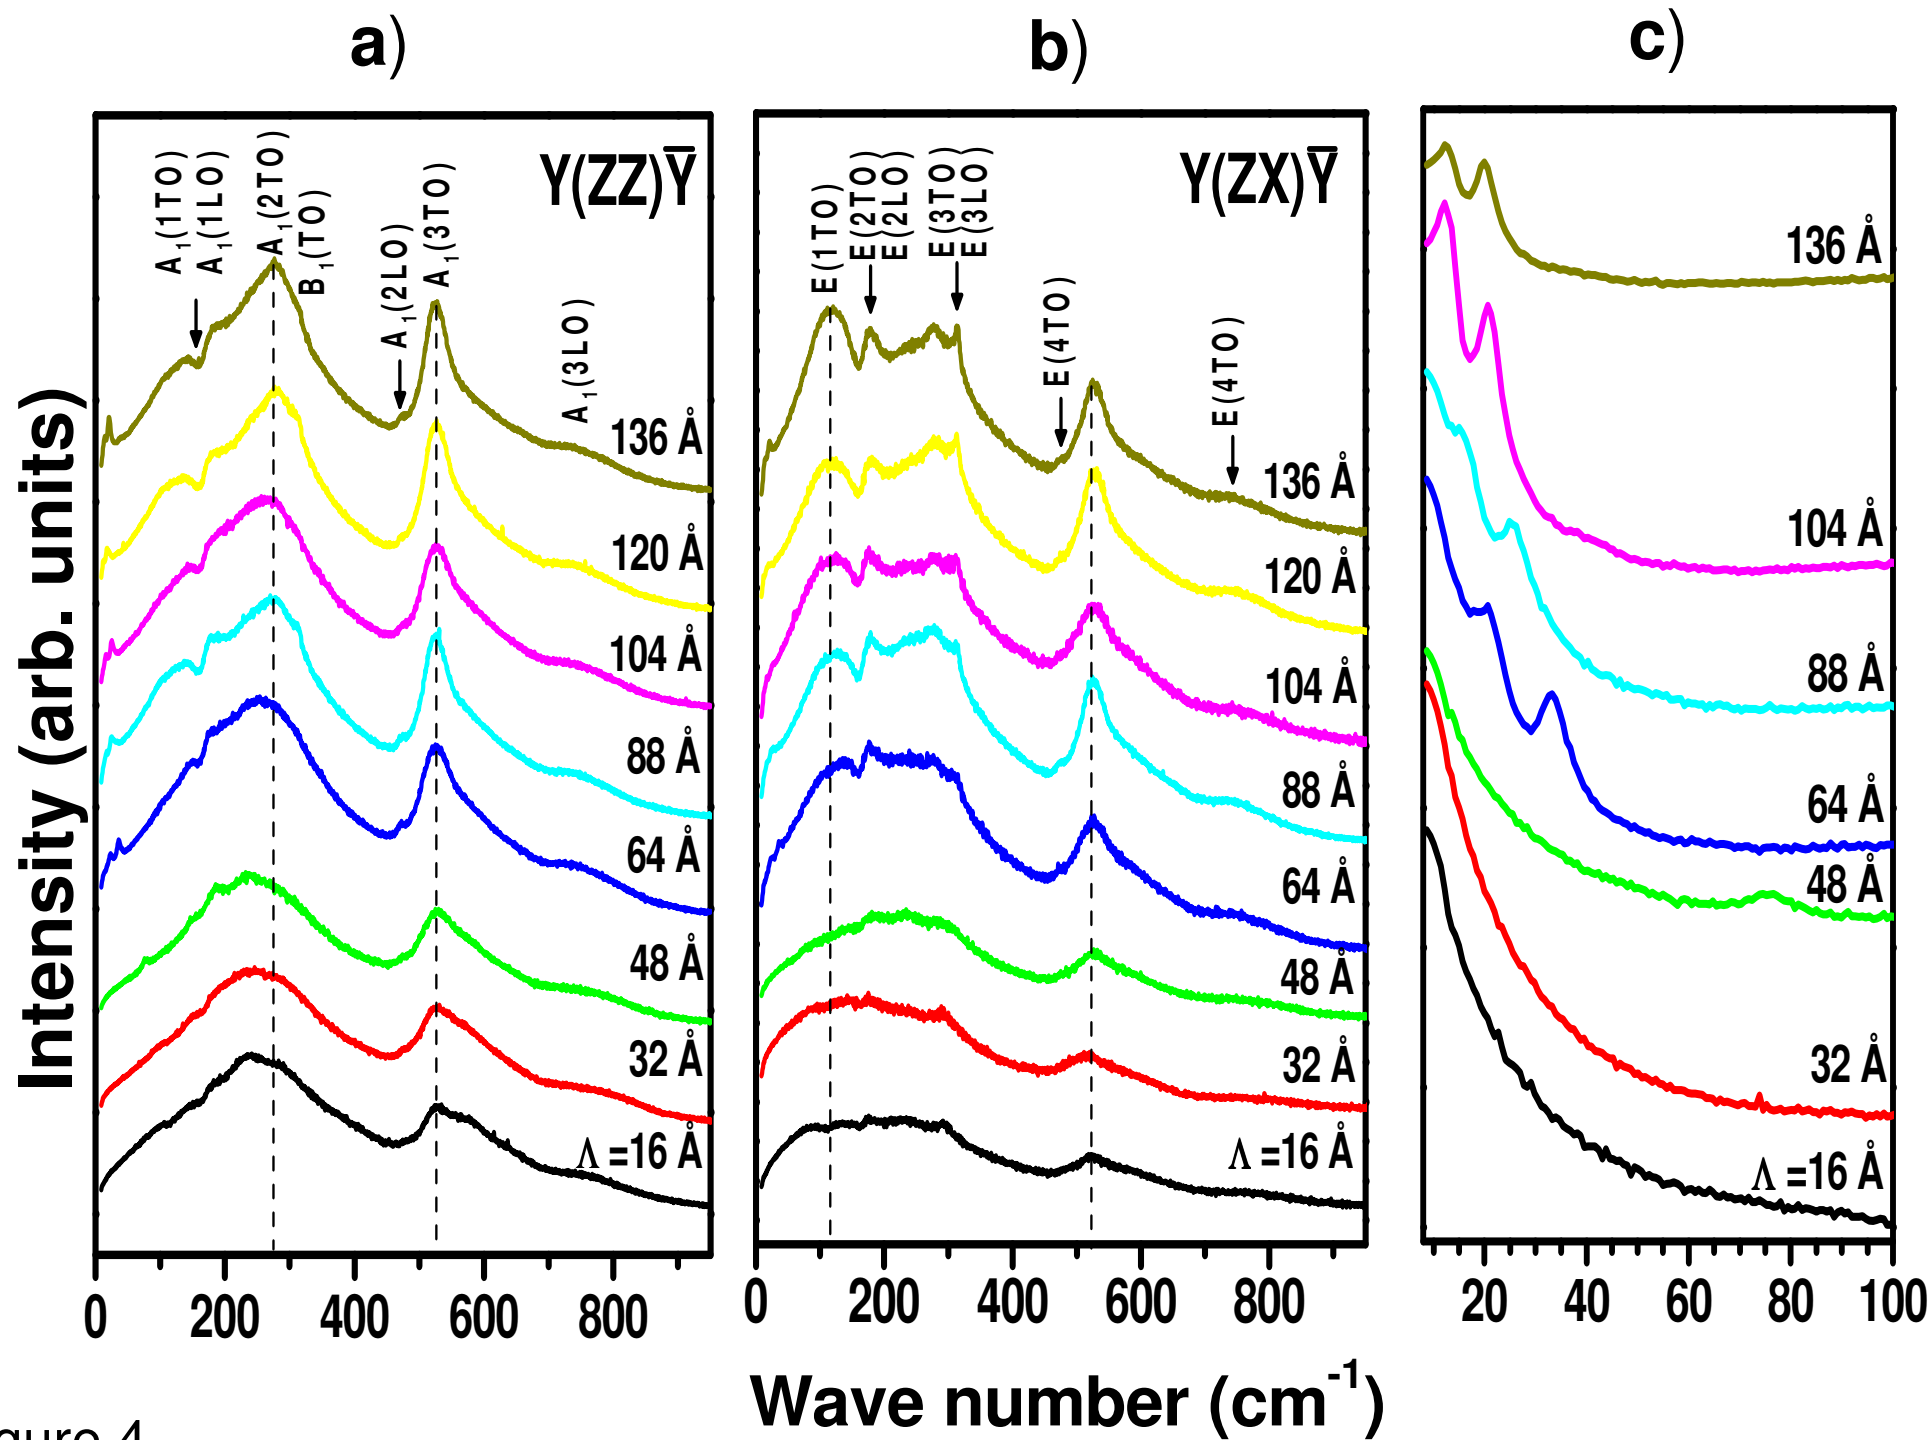 a)
b)
c)
Intensity (arb. units)
A1(1TO)
A1(1LO)
A1(2TO)
B1(TO)
A1(2LO)
A1(3TO)
A1(3LO)
Y(ZZ)Ȳ
136 Å
120 Å
104 Å
88 Å
64 Å
48 Å
32 Å
Λ =16 Å
0 200 400 600 800
E(1TO)
E(2TO)
E(2LO)
E(3TO)
E(3LO)
E(4TO)
E(4TO)
Y(ZX)Ȳ
136 Å
120 Å
104 Å
88 Å
64 Å
48 Å
32 Å
Λ =16 Å
0 200 400 600 800
136 Å
104 Å
88 Å
64 Å
48 Å
32 Å
Λ =16 Å
20 40 60 80 100
Wave number (cm-1)
gure 4